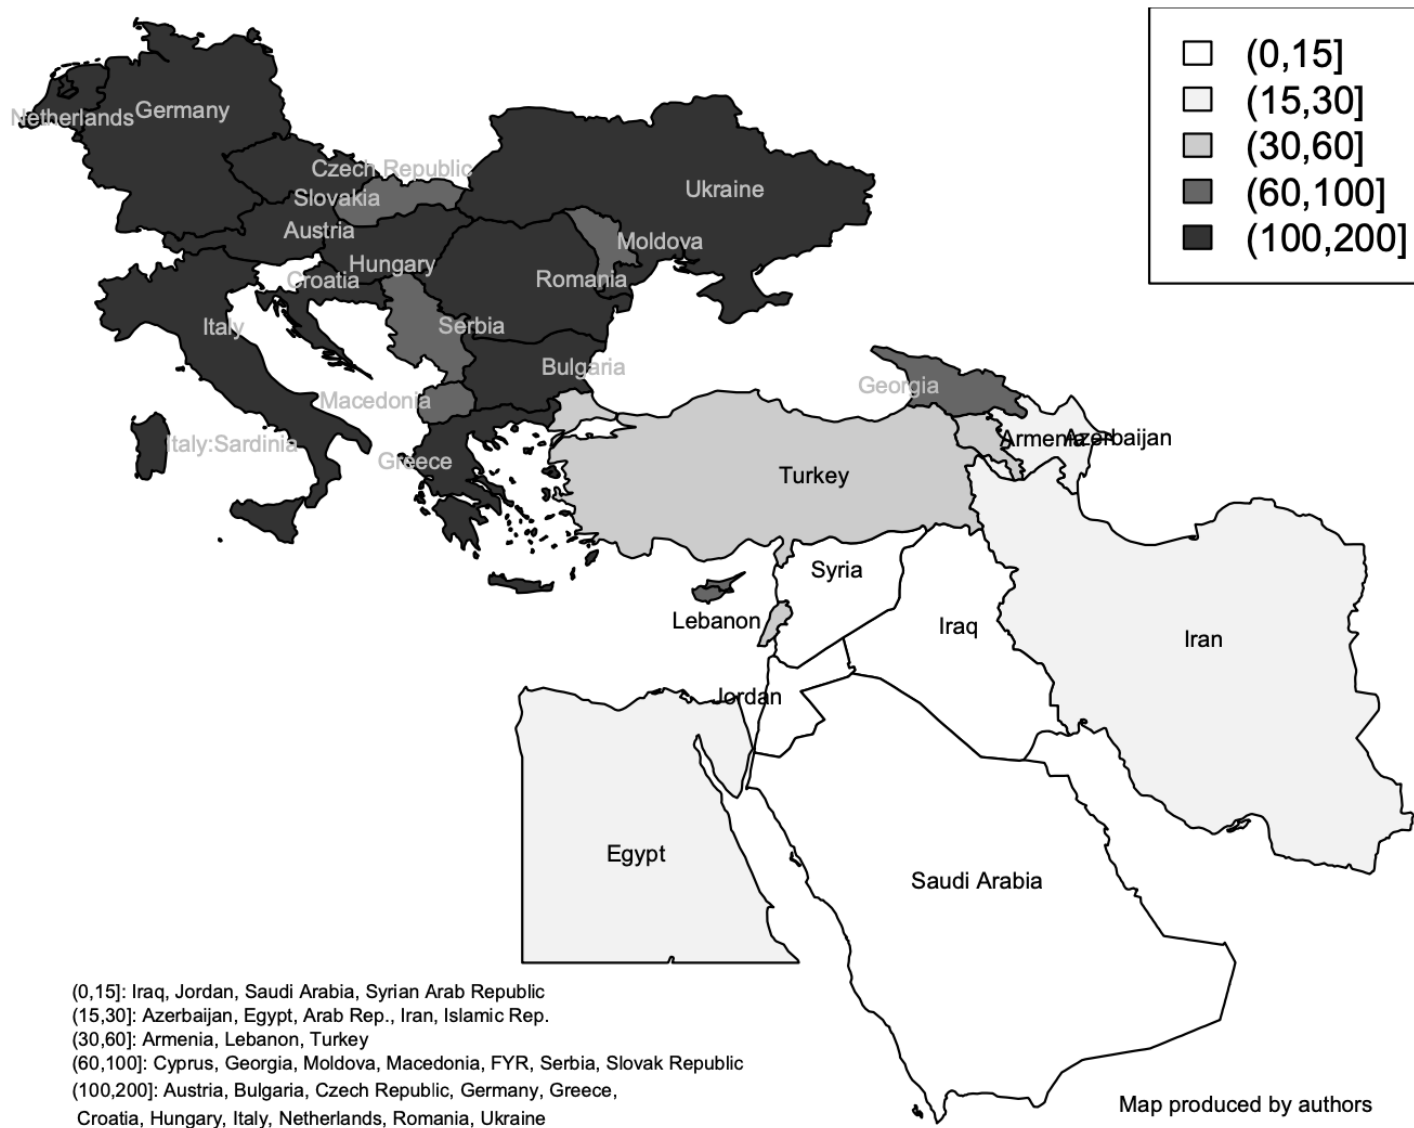 (0,15]
(15,30]
(30,60]
(60,100]
(100,200]
Netherlands
Germany
Czech Republic
Slovakia
Ukraine
Austria
Moldova
Hungary
Croatia
Romania
Italy
Serbia
Bulgaria
Georgia
Macedonia
Armenia
Azerbaijan
Italy:Sardinia
Greece
Turkey
Syria
Lebanon
Iraq
Iran
Jordan
Egypt
Saudi Arabia
(0,15]: Iraq, Jordan, Saudi Arabia, Syrian Arab Republic
(15,30]: Azerbaijan, Egypt, Arab Rep., Iran, Islamic Rep.
(30,60]: Armenia, Lebanon, Turkey
(60,100]: Cyprus, Georgia, Moldova, Macedonia, FYR, Serbia, Slovak Republic
(100,200]: Austria, Bulgaria, Czech Republic, Germany, Greece,
Croatia, Hungary, Italy, Netherlands, Romania, Ukraine
Map produced by authors